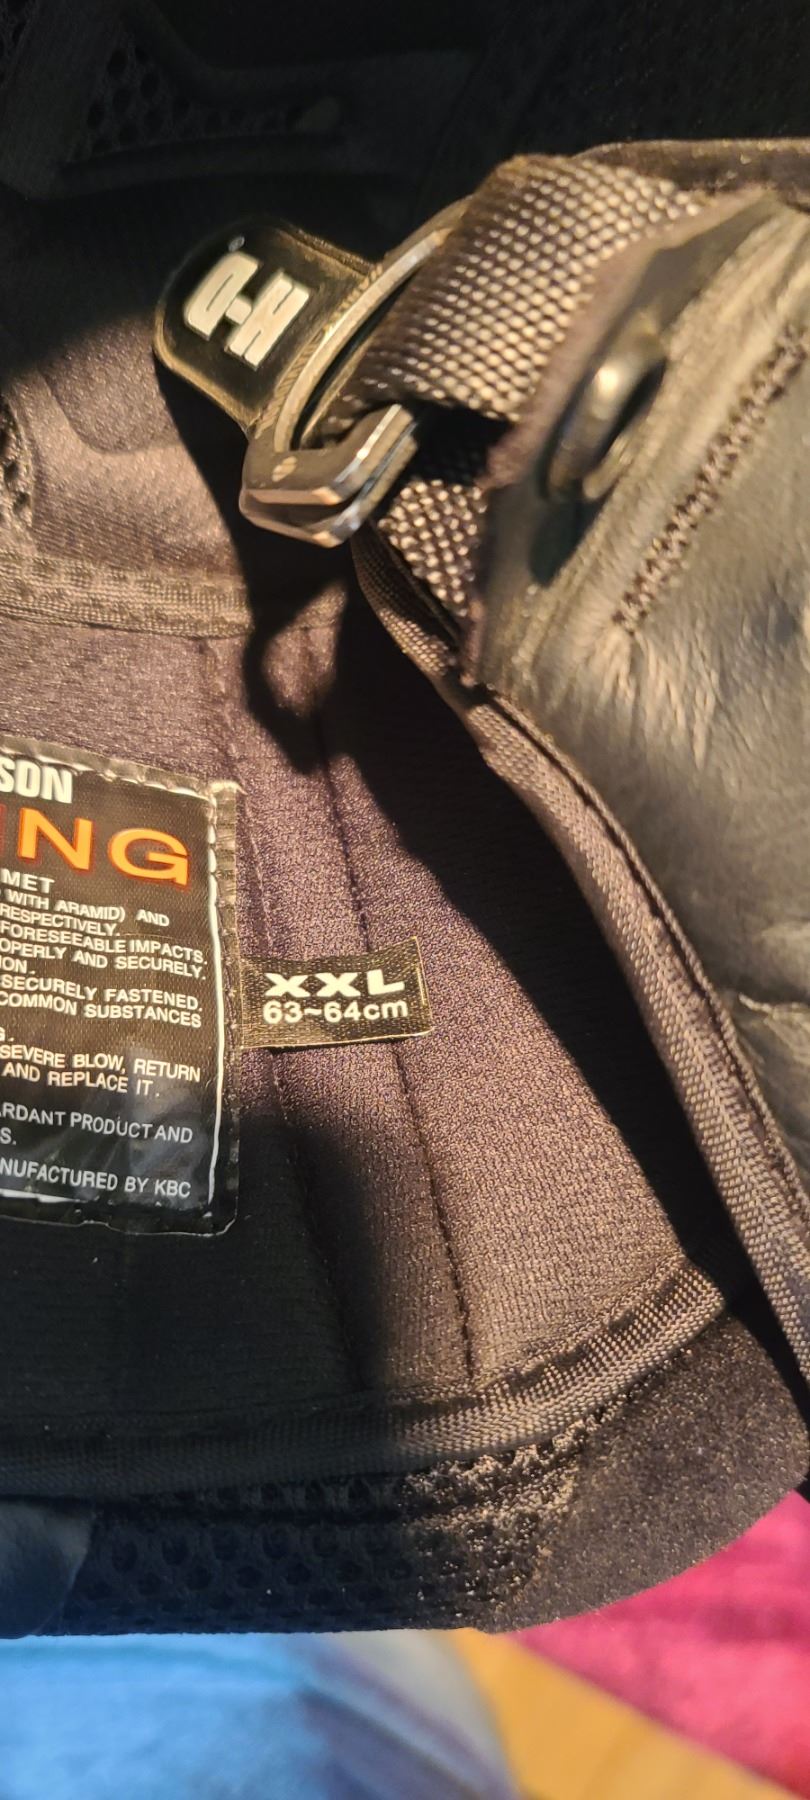 H-D
SON
NG
MET
WITH ARAMID) AND
RESPECTIVELY.
FORESEEABLE IMPACTS.
OPERLY AND SECURELY.
ION.
SECURELY FASTENED,
COMMON SUBSTANCES
G.
SEVERE BLOW, RETURN
AND REPLACE IT.
ARDANT PRODUCT AND
S.
NUFACTURED BY KBC
XXL
63~64cm